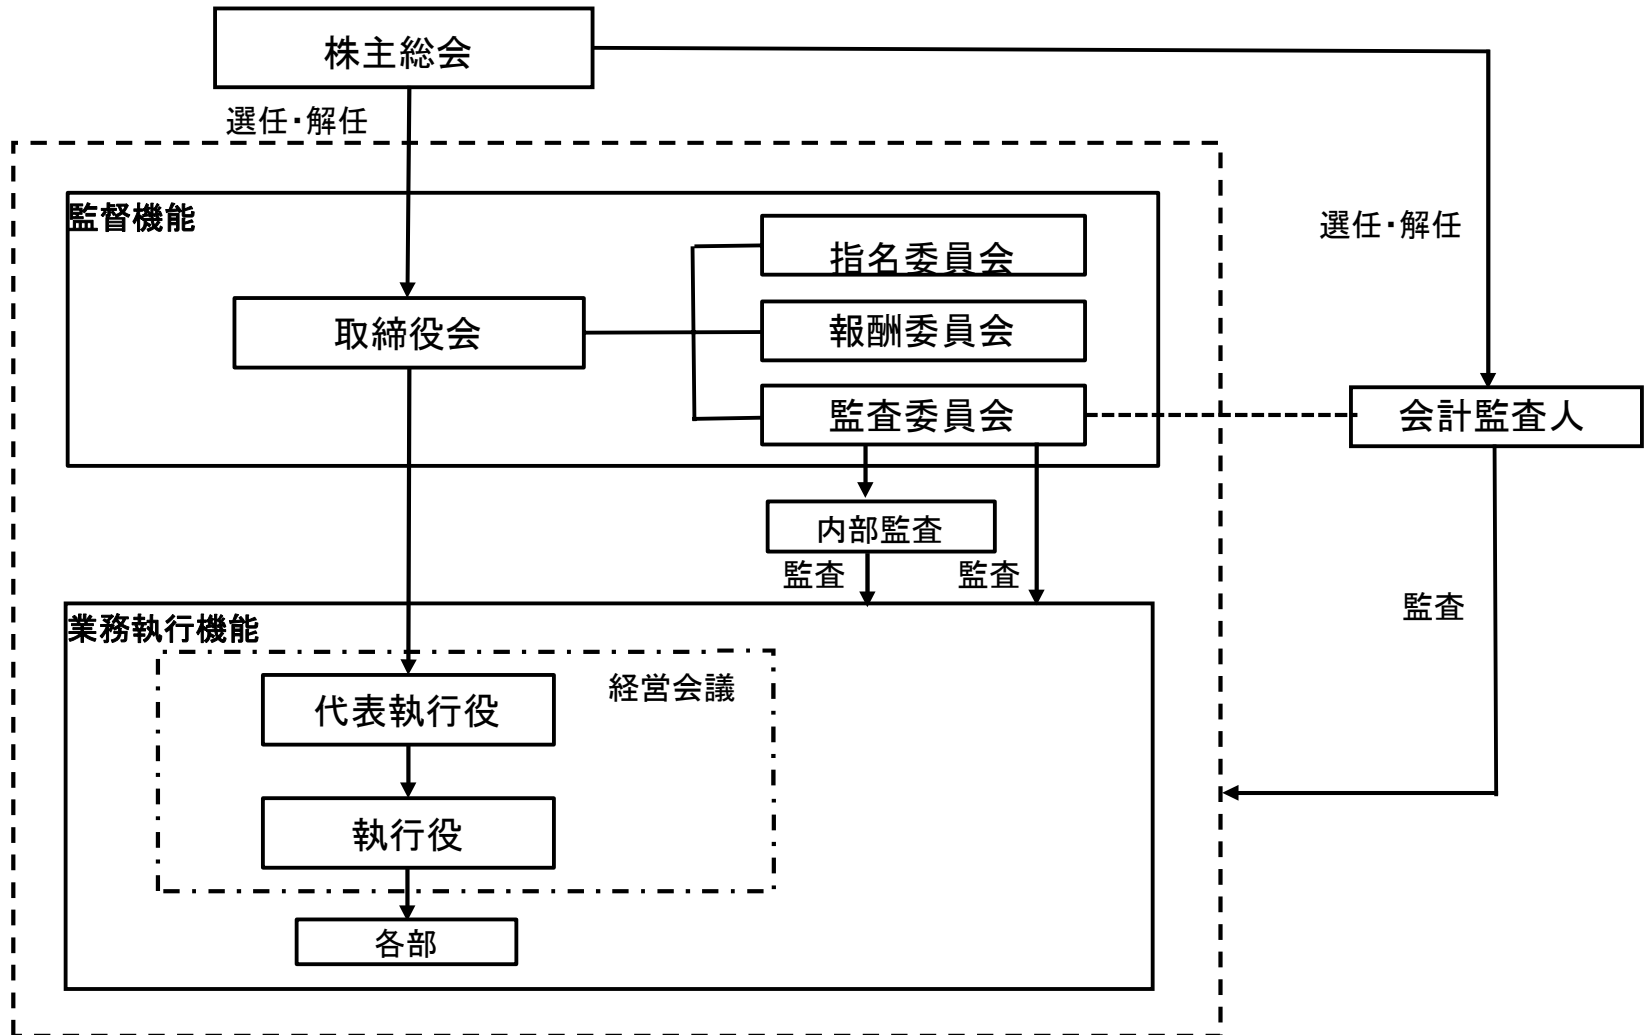 株主総会
選任・解任
監督機能
指名委員会
選任・解任
取締役会
報酬委員会
監査委員会
会計監査人
内部監査
監査
監査
監査
業務執行機能
経営会議
代表執行役
執行役
各部